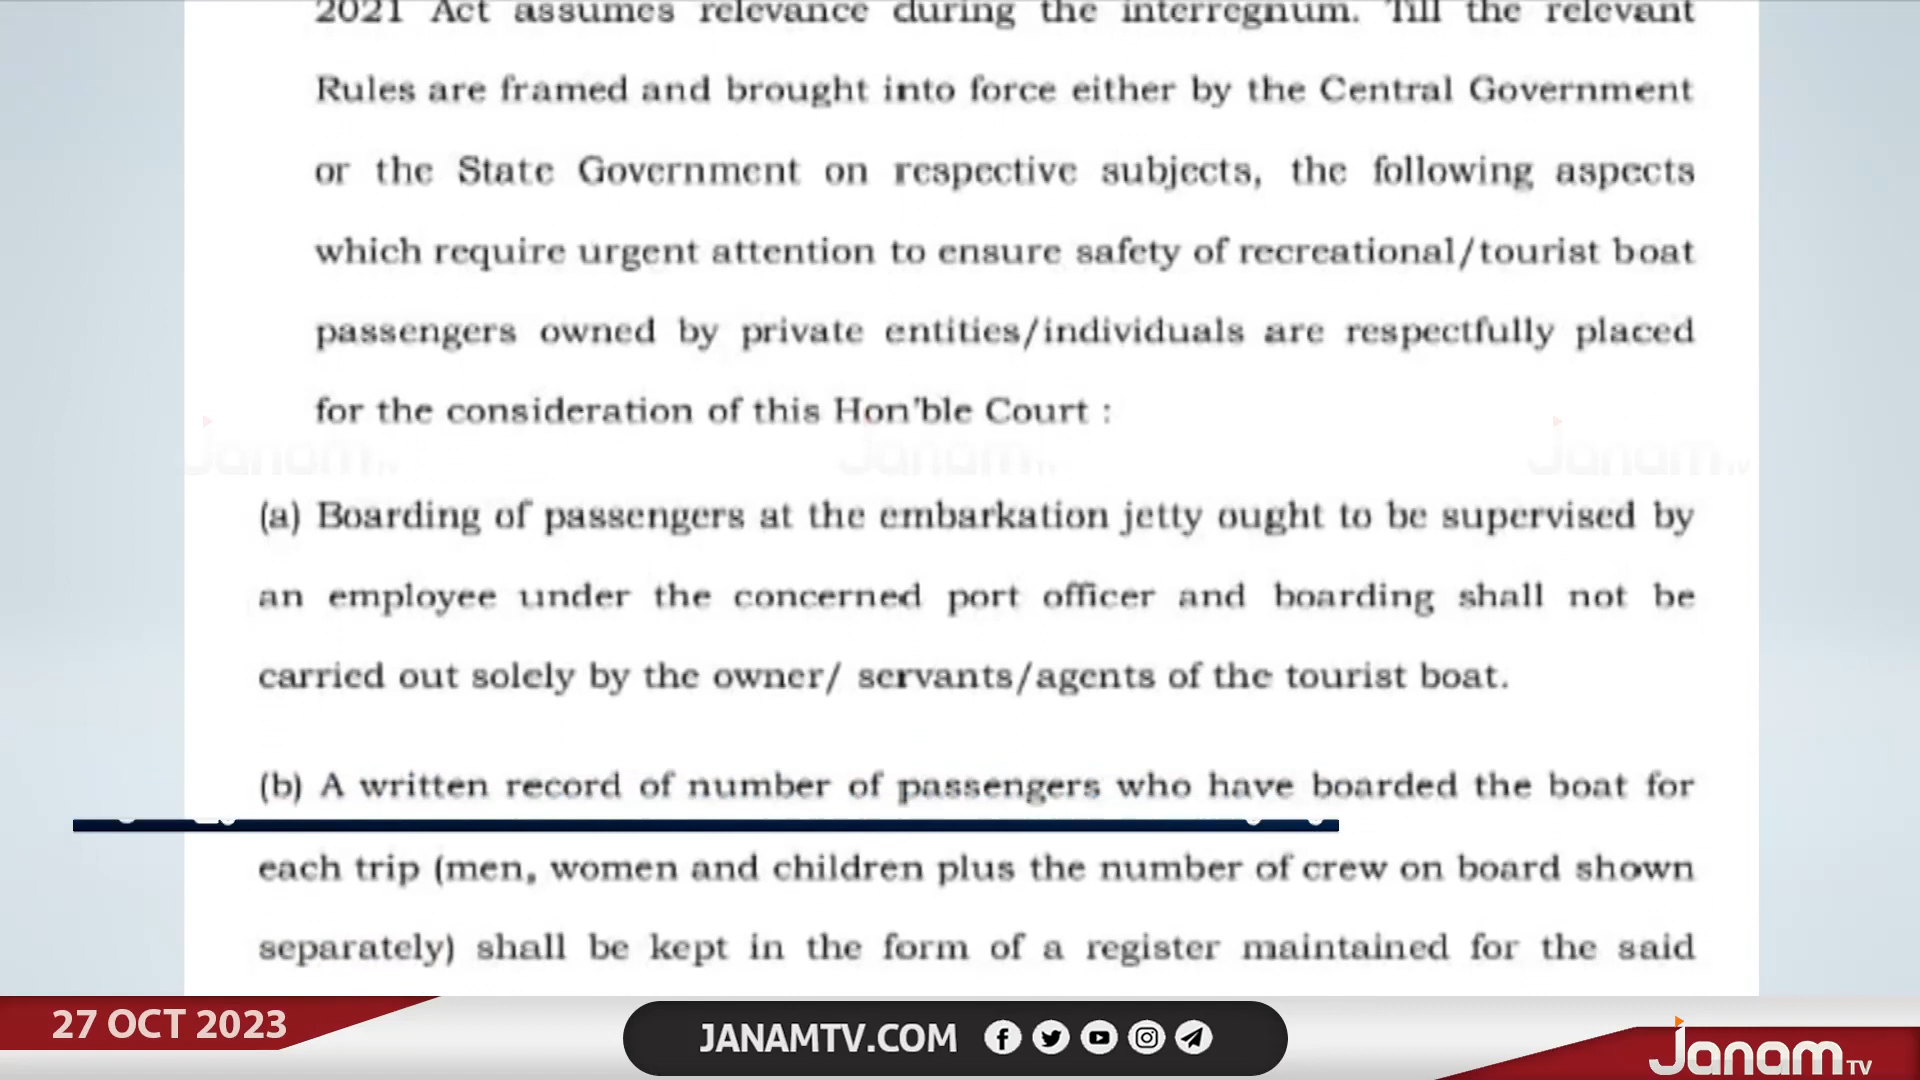 2021 Act assumes relevance during the interregnum. Till the relevant
Rules are framed and brought into force either by the Central Government
or the State Government on respective subjects, the following aspects
which require urgent attention to ensure safety of recreational/tourist boat
passengers owned by private entities/individuals are respectfully placed
for the consideration of this Hon'ble Court :
Janam TV Janam TV Janam TV
(a) Boarding of passengers at the embarkation jetty ought to be supervised by
an employee under the concerned port officer and boarding shall not be
carried out solely by the owner/ servants/agents of the tourist boat.
(b) A written record of number of passengers who have boarded the boat for
each trip (men, women and children plus the number of crew on board shown
separately) shall be kept in the form of a register maintained for the said
27 OCT 2023
JANAMTV.COM
Janam TV